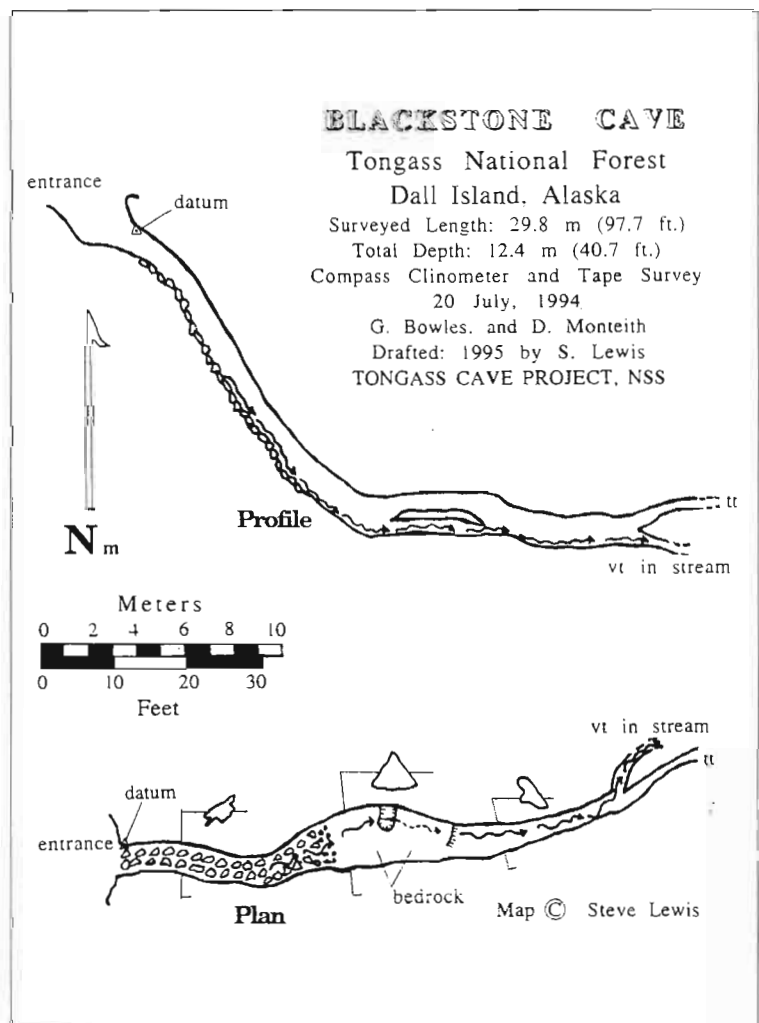 BLACKSTONE CAVE
Tongass National Forest
Dall Island, Alaska
Surveyed Length: 29.8 m (97.7 ft.)
Total Depth: 12.4 m (40.7 ft.)
Compass Clinometer and Tape Survey
20 July, 1994
G. Bowles. and D. Monteith
Drafted: 1995 by S. Lewis
TONGASS CAVE PROJECT, NSS
entrance
datum
Profile
N m
tt
vt in stream
Meters
0 2 4 6 8 10
0 10 20 30
Feet
vt in stream
tt
datum
entrance
bedrock
Plan
Map © Steve Lewis